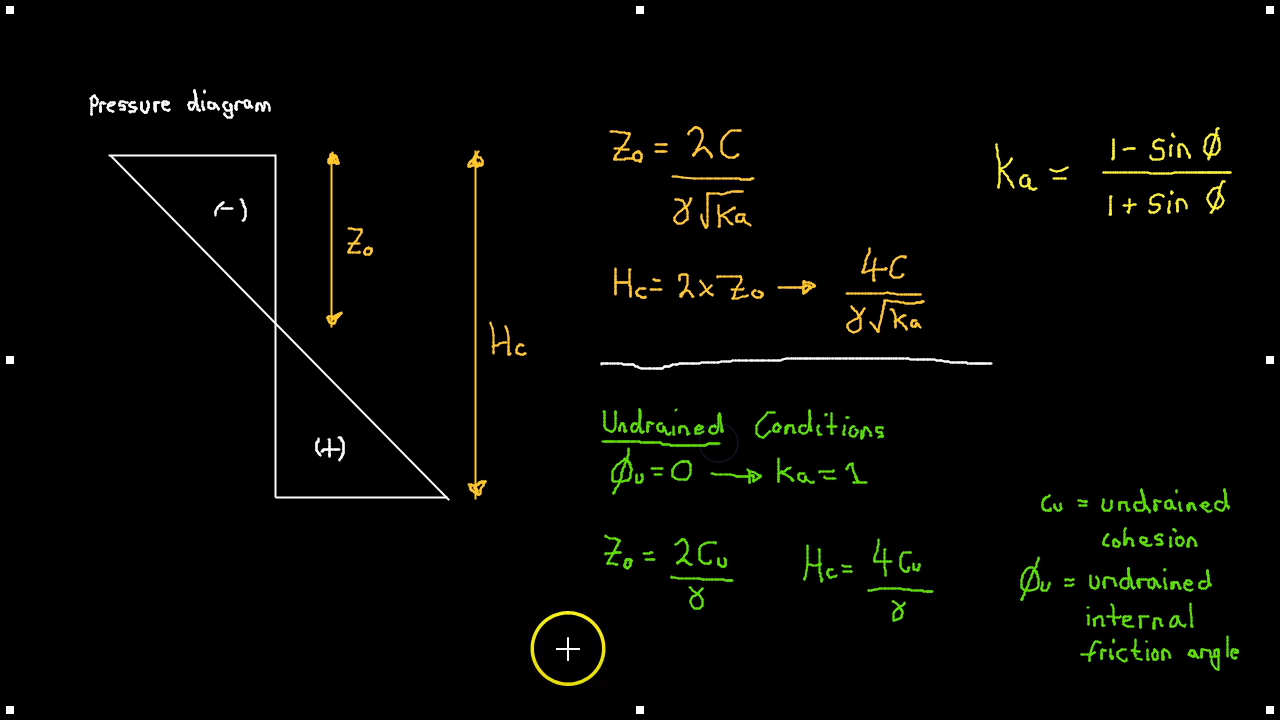 Pressure diagram
(-)
Zo
Hc
(+)
Zo = 2C / γ√Ka
Ka = 1 - sin Ø / 1 + sin Ø
Hc = 2 x Zo → 4C / γ√Ka
Undrained Conditions
Øu = 0 → Ka = 1
Zo = 2Cu / γ
Hc = 4Cu / γ
Cu = undrained
cohesion
Øu = undrained
internal
friction angle